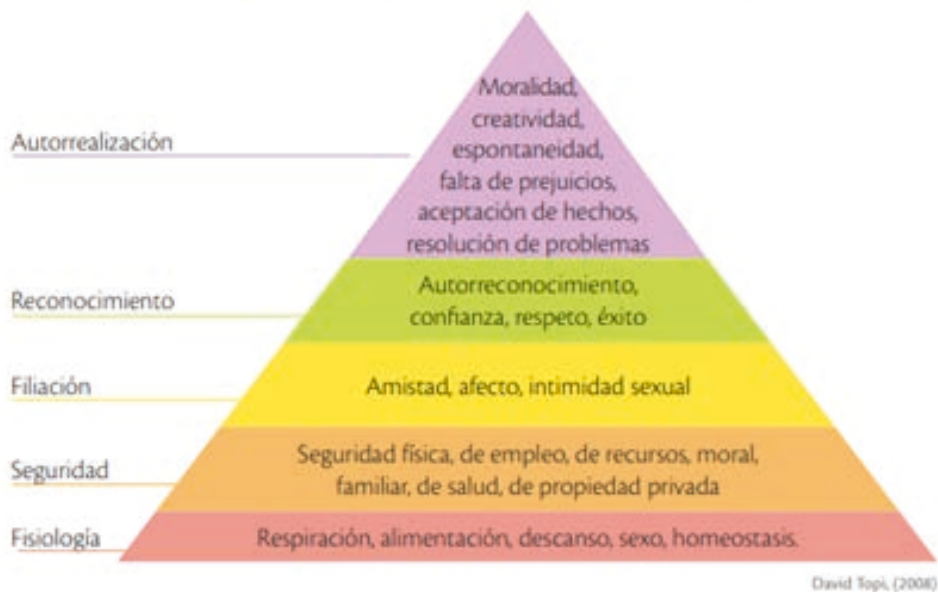 Autorrealización
Moralidad,
creatividad,
espontaneidad,
falta de prejuicios,
aceptación de hechos,
resolución de problemas
Reconocimiento
Autorreconocimiento,
confianza, respeto, éxito
Filiación
Amistad, afecto, intimidad sexual
Seguridad
Seguridad física, de empleo, de recursos, moral,
familiar, de salud, de propiedad privada
Fisiología
Respiración, alimentación, descanso, sexo, homeostasis.
David Topi, (2008)